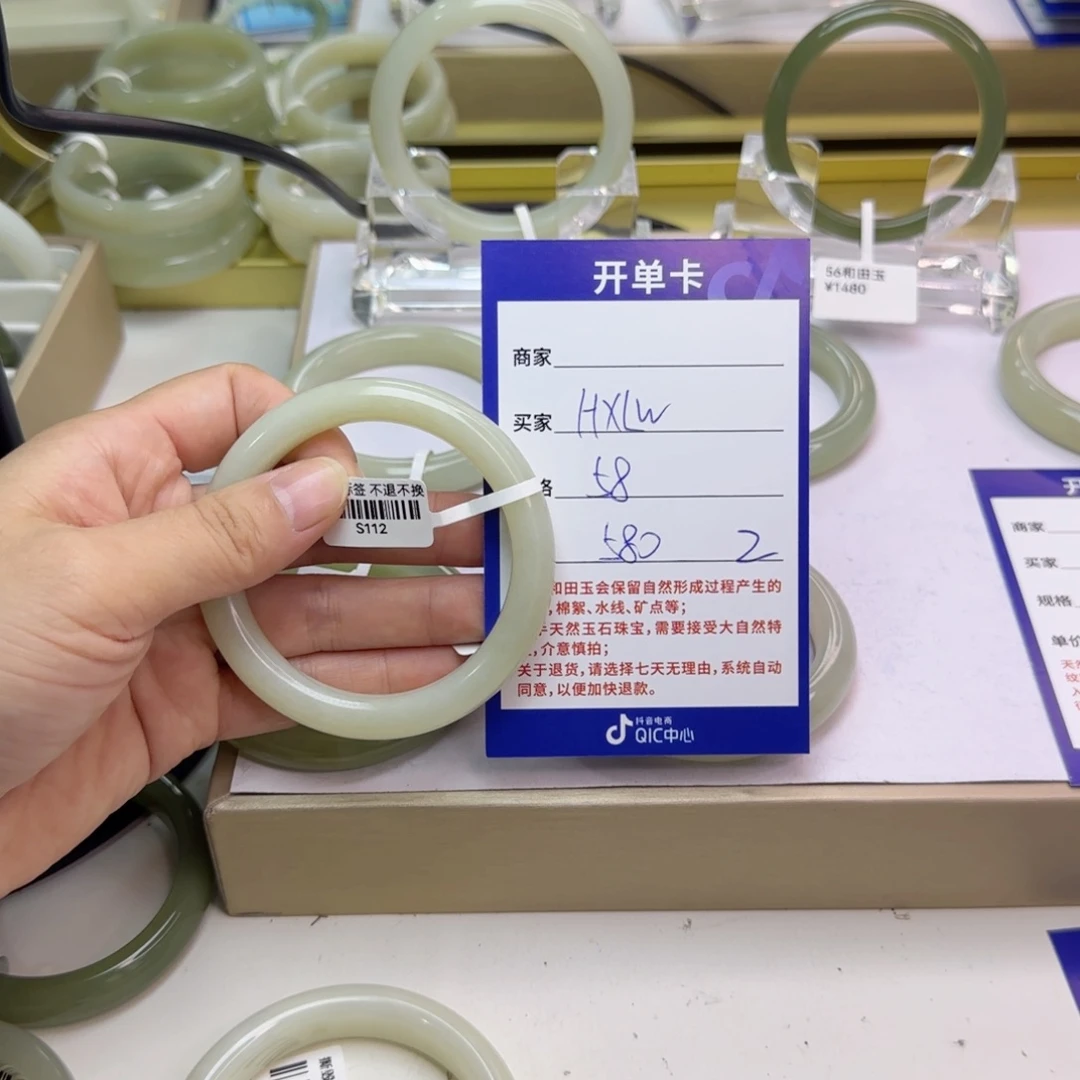 开单卡
商家
买家 HXLW
格 58
580 2
和田玉会保留自然形成过程产生的
,棉絮、水线、矿点等；
天然玉石珠宝,需要接受大自然特
,介意慎拍；
关于退货,请选择七天无理由,系统自动
同意,以便加快退款。
抖音电商
QIC中心
签 不退不换
S112
56和田玉
¥1480
商家
买家
规格
单价